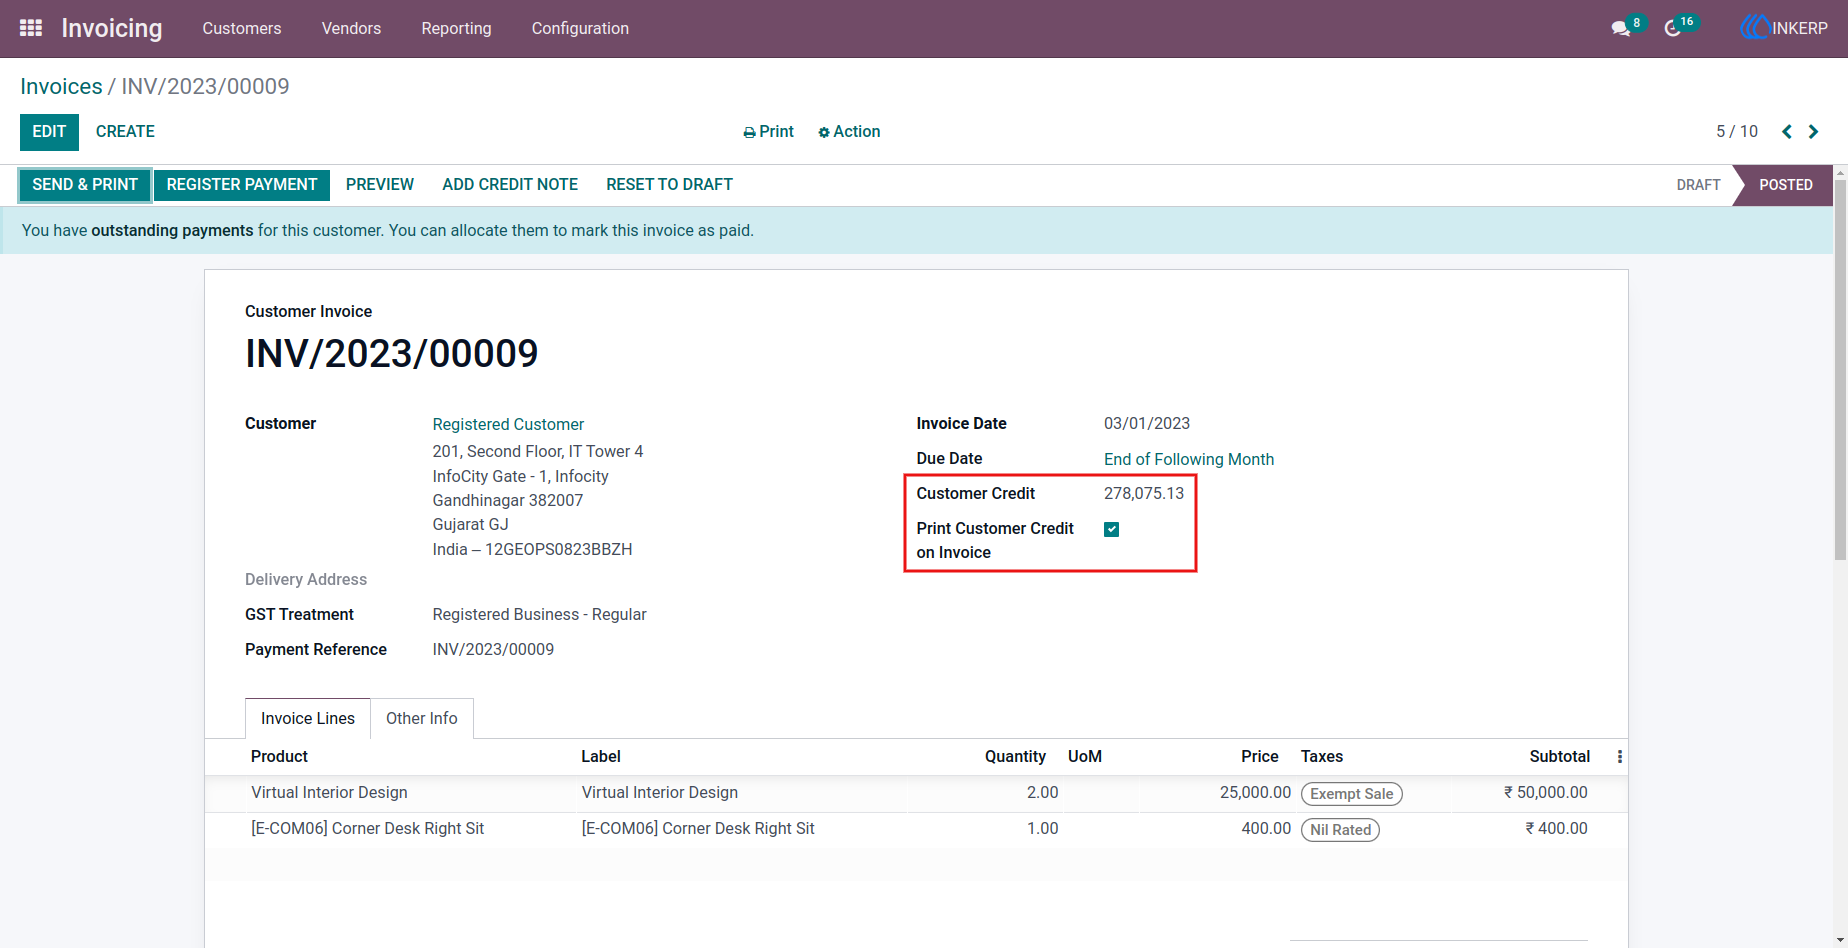 Invoicing Customers Vendors Reporting Configuration 8 16 INKERP
Invoices / INV/2023/00009
EDIT CREATE Print Action 5 / 10
SEND & PRINT REGISTER PAYMENT PREVIEW ADD CREDIT NOTE RESET TO DRAFT DRAFT POSTED
You have outstanding payments for this customer. You can allocate them to mark this invoice as paid.
Customer Invoice
INV/2023/00009
Customer Registered Customer
201, Second Floor, IT Tower 4
InfoCity Gate - 1, Infocity
Gandhinagar 382007
Gujarat GJ
India – 12GEOPS0823BBZH
Delivery Address
GST Treatment Registered Business - Regular
Payment Reference INV/2023/00009
Invoice Date 03/01/2023
Due Date End of Following Month
Customer Credit 278,075.13
Print Customer Credit
on Invoice
Invoice Lines Other Info
Product Label Quantity UoM Price Taxes Subtotal
Virtual Interior Design Virtual Interior Design 2.00 25,000.00 Exempt Sale ₹ 50,000.00
[E-COM06] Corner Desk Right Sit [E-COM06] Corner Desk Right Sit 1.00 400.00 Nil Rated ₹ 400.00